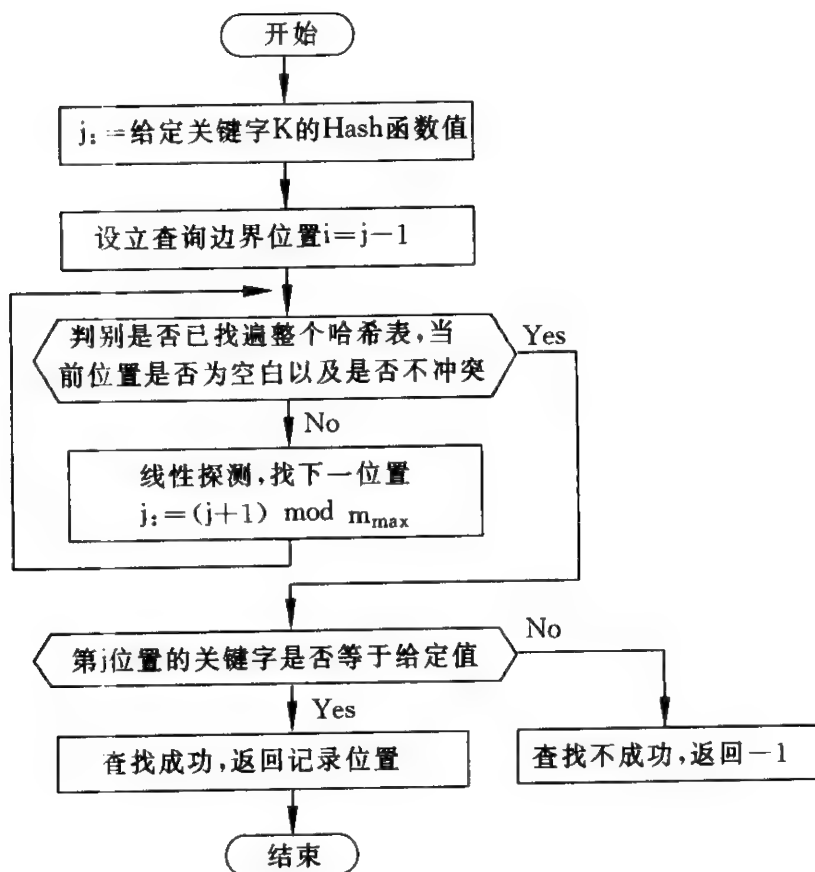 开始
j:=给定关键字K的Hash函数值
设立查询边界位置i=j-1
判别是否已找遍整个哈希表,当
前位置是否为空白以及是否不冲突
Yes
No
线性探测,找下一位置
j:=(j+1) mod m_max
第j位置的关键字是否等于给定值
No
Yes
查找成功,返回记录位置
查找不成功,返回-1
结束